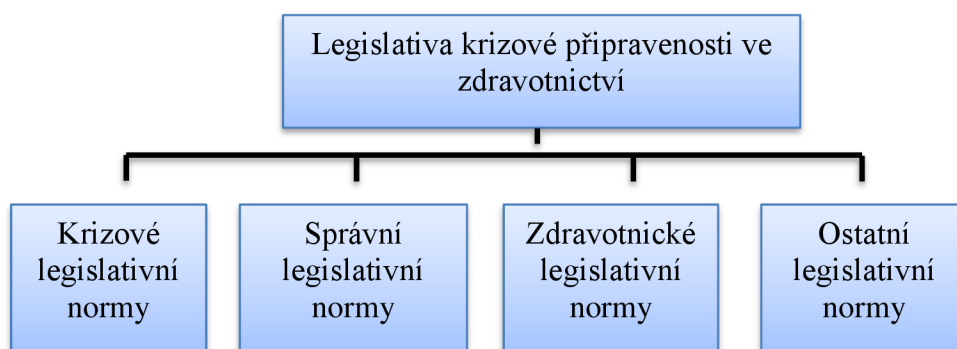 Legislativa krizové připravenosti ve
zdravotnictví
Krizové
legislativní
normy
Správní
legislativní
normy
Zdravotnické
legislativní
normy
Ostatní
legislativní
normy